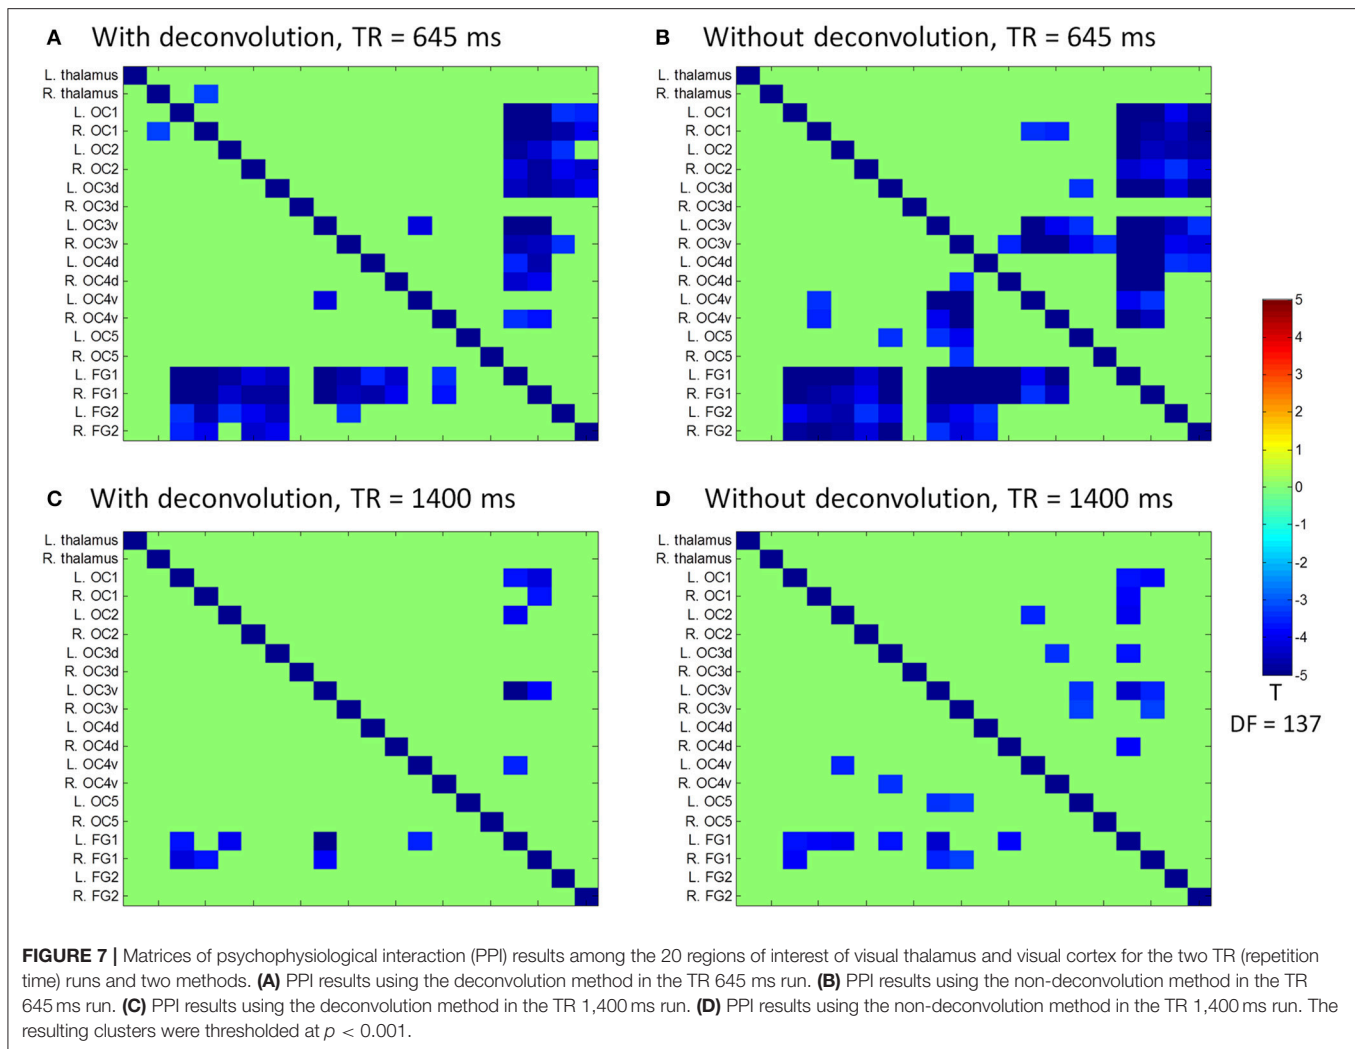 A With deconvolution, TR = 645 ms
L. thalamus
R. thalamus
L. OC1
R. OC1
L. OC2
R. OC2
L. OC3d
R. OC3d
L. OC3v
R. OC3v
L. OC4d
R. OC4d
L. OC4v
R. OC4v
L. OC5
R. OC5
L. FG1
R. FG1
L. FG2
R. FG2
B Without deconvolution, TR = 645 ms
L. thalamus
R. thalamus
L. OC1
R. OC1
L. OC2
R. OC2
L. OC3d
R. OC3d
L. OC3v
R. OC3v
L. OC4d
R. OC4d
L. OC4v
R. OC4v
L. OC5
R. OC5
L. FG1
R. FG1
L. FG2
R. FG2
C With deconvolution, TR = 1400 ms
L. thalamus
R. thalamus
L. OC1
R. OC1
L. OC2
R. OC2
L. OC3d
R. OC3d
L. OC3v
R. OC3v
L. OC4d
R. OC4d
L. OC4v
R. OC4v
L. OC5
R. OC5
L. FG1
R. FG1
L. FG2
R. FG2
D Without deconvolution, TR = 1400 ms
L. thalamus
R. thalamus
L. OC1
R. OC1
L. OC2
R. OC2
L. OC3d
R. OC3d
L. OC3v
R. OC3v
L. OC4d
R. OC4d
L. OC4v
R. OC4v
L. OC5
R. OC5
L. FG1
R. FG1
L. FG2
R. FG2
5
4
3
2
1
0
-1
-2
-3
-4
-5
T
DF = 137
FIGURE 7 | Matrices of psychophysiological interaction (PPI) results among the 20 regions of interest of visual thalamus and visual cortex for the two TR (repetition
time) runs and two methods. (A) PPI results using the deconvolution method in the TR 645 ms run. (B) PPI results using the non-deconvolution method in the TR
645 ms run. (C) PPI results using the deconvolution method in the TR 1,400 ms run. (D) PPI results using the non-deconvolution method in the TR 1,400 ms run. The
resulting clusters were thresholded at p < 0.001.